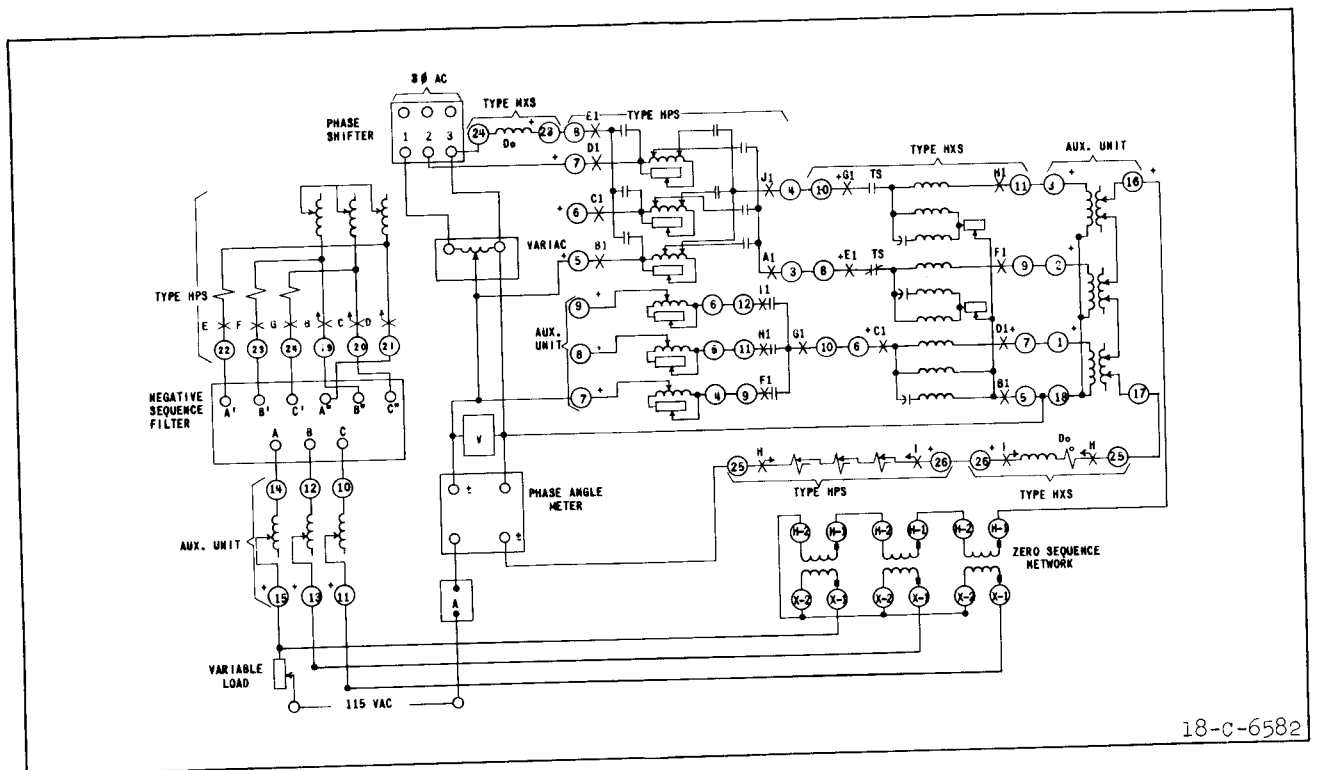 3Ø AC
PHASE SHIFTER
1 2 3
TYPE HXS
24 Do + 23
8 E1 TYPE HPS
+ 7 D1
+ 6 C1
+ 5 B1
J1 4 10 +G1 TS
TYPE HXS
H1 11 3 +
AUX. UNIT
16 +
A1 3 8 +E1 TS
F1 9 2 +
VARIAC
TYPE HPS
E F G B C D
22 23 24 19 20 21
NEGATIVE SEQUENCE FILTER
A' B' C' A" B" C"
A B C
14 12 10
AUX. UNIT
+ 15 + 13 + 11
VARIABLE LOAD
115 VAC
AUX. UNIT
9 +
8
7 +
6 12 I1
6 11 H1
4 9 F1
G1 10 6 +C1
D1+ 7 1 +
B1 5 18
17
V
± PHASE ANGLE METER ±
A
25 H I + 26
TYPE HPS
26 + I Do H 25
TYPE HXS
H-2 H-1 H-2 H-1 H-2 H-1
ZERO SEQUENCE NETWORK
X-2 X-1 X-2 X-1 X-2 X-1
18-C-6582